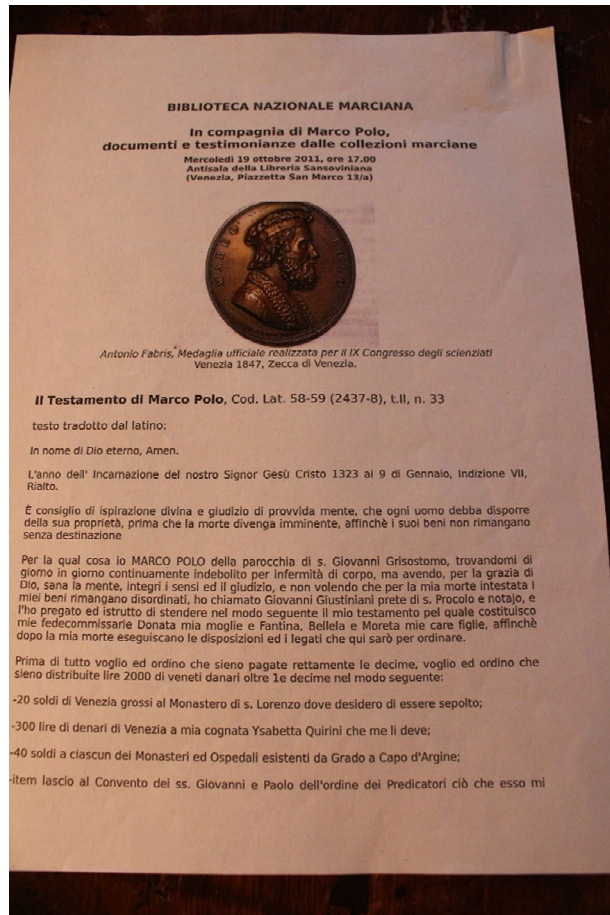 BIBLIOTECA NAZIONALE MARCIANA
In compagnia di Marco Polo,
documenti e testimonianze dalle collezioni marciane
Mercoledì 19 ottobre 2011, ore 17.00
Antisala della Libreria Sansoviniana
(Venezia, Piazzetta San Marco 13/a)
MARCO POLO
Antonio Fabris, Medaglia ufficiale realizzata per il IX Congresso degli scienziati
Venezia 1847, Zecca di Venezia.
Il Testamento di Marco Polo, Cod. Lat. 58-59 (2437-8), t.II, n. 33
testo tradotto dal latino:
In nome di Dio eterno, Amen.
L'anno dell' Incarnazione del nostro Signor Gesù Cristo 1323 ai 9 di Gennaio, Indizione VII,
Rialto.
È consiglio di ispirazione divina e giudizio di provvida mente, che ogni uomo debba disporre
della sua proprietà, prima che la morte divenga imminente, affinchè i suoi beni non rimangano
senza destinazione
Per la qual cosa io MARCO POLO della parocchia di s. Giovanni Grisostomo, trovandomi di
giorno in giorno continuamente indebolito per infermità di corpo, ma avendo, per la grazia di
Dio, sana la mente, integri i sensi ed il giudizio, e non volendo che per la mia morte intestata i
miei beni rimangano disordinati, ho chiamato Giovanni Giustiniani prete di s. Procolo e notajo, e
l'ho pregato ed istrutto di stendere nel modo seguente il mio testamento pel quale costituisco
mie fedecommissarie Donata mia moglie e Fantina, Bellela e Moreta mie care figlie, affinchè
dopo la mia morte eseguiscano le disposizioni ed i legati che qui sarò per ordinare.
Prima di tutto voglio ed ordino che sieno pagate rettamente le decime, voglio ed ordino che
sieno distribuite lire 2000 di veneti danari oltre 1e decime nel modo seguente:
-20 soldi di Venezia grossi al Monastero di s. Lorenzo dove desidero di essere sepolto;
-300 lire di denari di Venezia a mia cognata Ysabetta Quirini che me li deve;
-40 soldi a ciascun dei Monasteri ed Ospedali esistenti da Grado a Capo d'Argine;
-item lascio al Convento dei ss. Giovanni e Paolo dell'ordine dei Predicatori ciò che esso mi